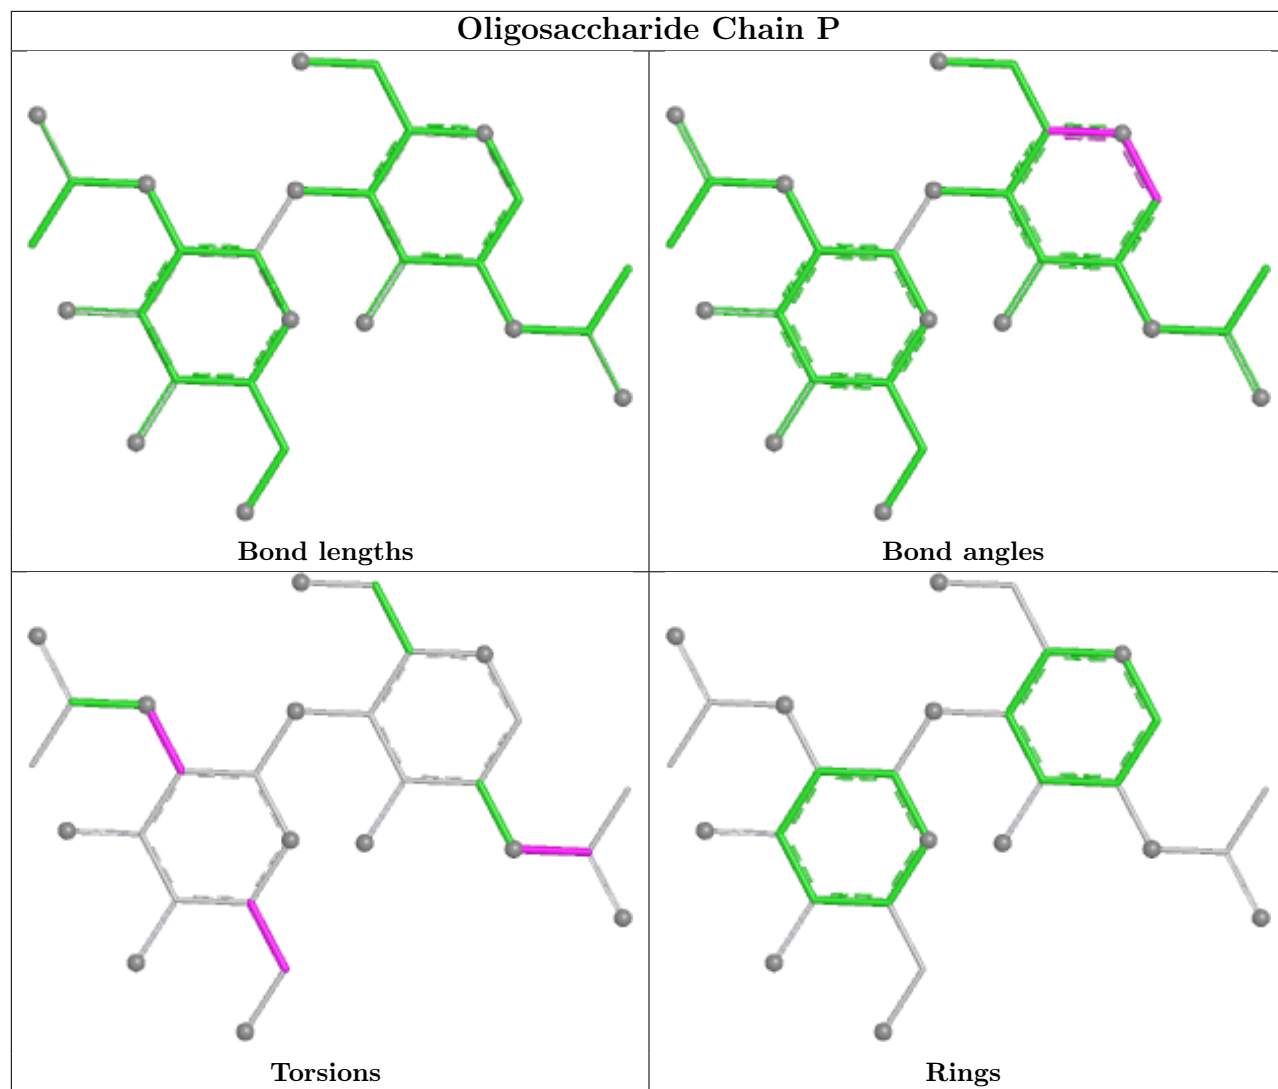 Oligosaccharide Chain P
Bond lengths
Bond angles
Torsions
Rings